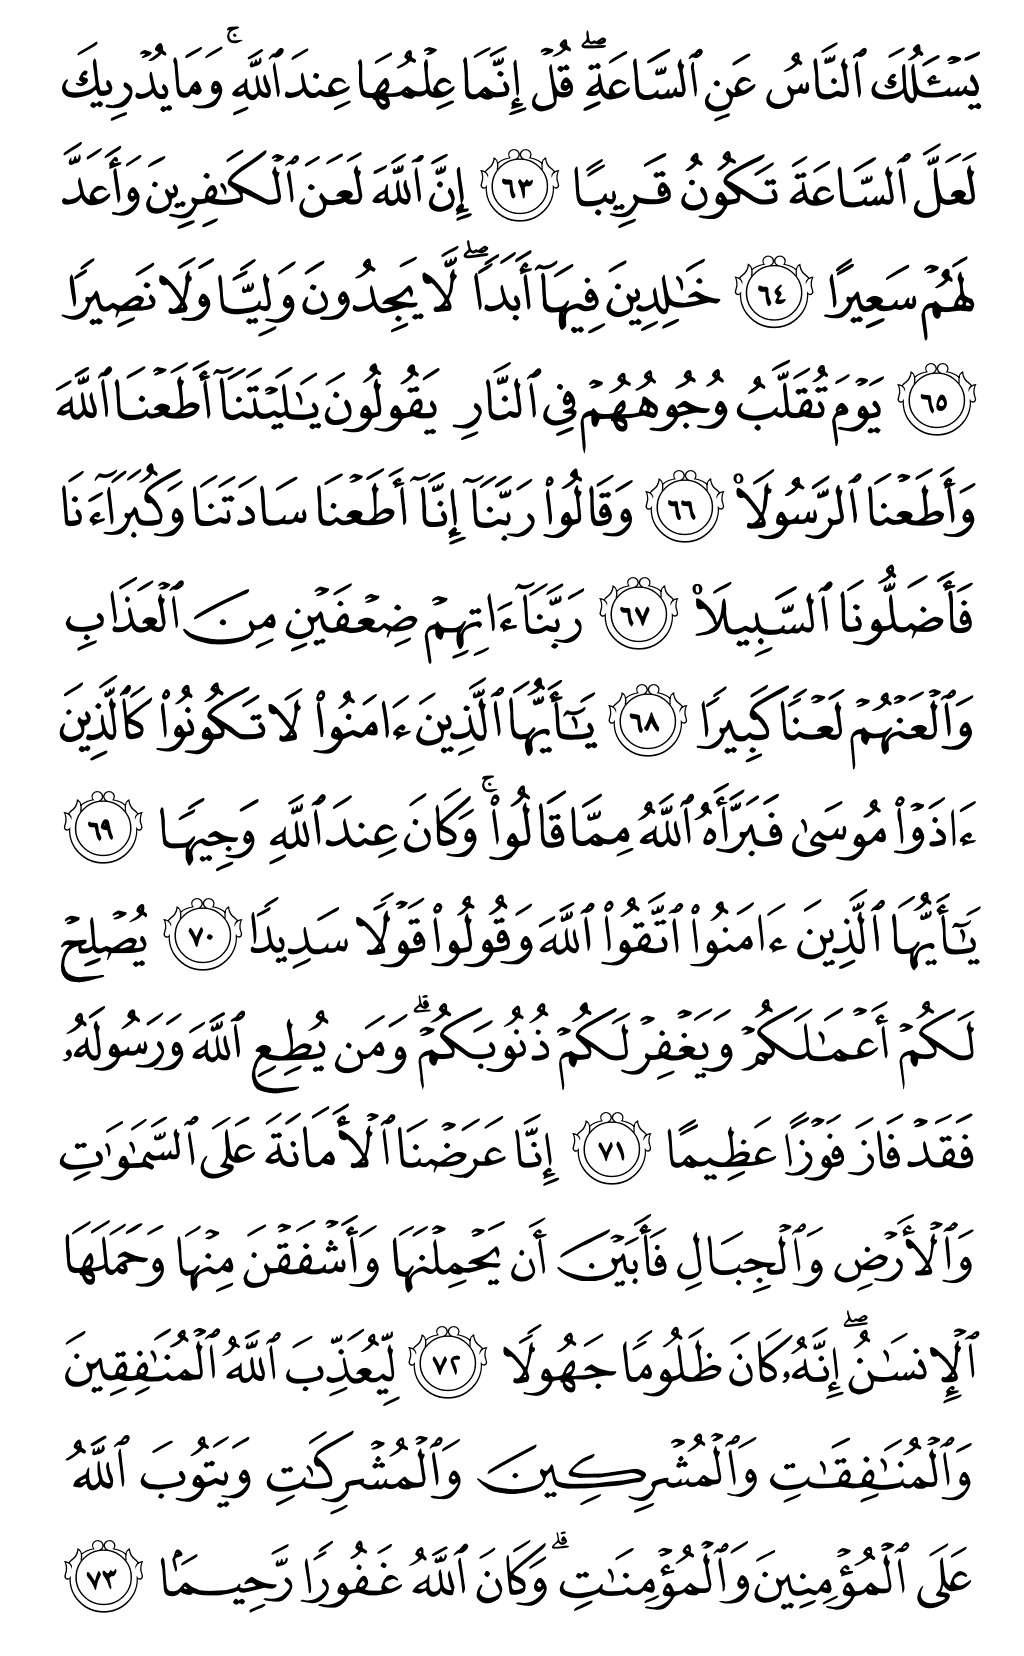 يَسۡـَٔلُكَ ٱلنَّاسُ عَنِ ٱلسَّاعَةِۖ قُلۡ إِنَّمَا عِلۡمُهَا عِندَ ٱللَّهِۚ وَمَا يُدۡرِيكَ
لَعَلَّ ٱلسَّاعَةَ تَكُونُ قَرِيبًا ٦٣ إِنَّ ٱللَّهَ لَعَنَ ٱلۡكَٰفِرِينَ وَأَعَدَّ
لَهُمۡ سَعِيرًا ٦٤ خَٰلِدِينَ فِيهَآ أَبَدٗاۖ لَّا يَجِدُونَ وَلِيّٗا وَلَا نَصِيرٗا
٦٥ يَوۡمَ تُقَلَّبُ وُجُوهُهُمۡ فِي ٱلنَّارِ يَقُولُونَ يَٰلَيۡتَنَآ أَطَعۡنَا ٱللَّهَ
وَأَطَعۡنَا ٱلرَّسُولَا۠ ٦٦ وَقَالُواْ رَبَّنَآ إِنَّآ أَطَعۡنَا سَادَتَنَا وَكُبَرَآءَنَا
فَأَضَلُّونَا ٱلسَّبِيلَا۠ ٦٧ رَبَّنَآ ءَاتِهِمۡ ضِعۡفَيۡنِ مِنَ ٱلۡعَذَابِ
وَٱلۡعَنۡهُمۡ لَعۡنٗا كَبِيرٗا ٦٨ يَٰٓأَيُّهَا ٱلَّذِينَ ءَامَنُواْ لَا تَكُونُواْ كَٱلَّذِينَ
ءَاذَوۡاْ مُوسَىٰ فَبَرَّأَهُ ٱللَّهُ مِمَّا قَالُواْۚ وَكَانَ عِندَ ٱللَّهِ وَجِيهٗا ٦٩
يَٰٓأَيُّهَا ٱلَّذِينَ ءَامَنُواْ ٱتَّقُواْ ٱللَّهَ وَقُولُواْ قَوۡلٗا سَدِيدٗا ٧٠ يُصۡلِحۡ
لَكُمۡ أَعۡمَٰلَكُمۡ وَيَغۡفِرۡ لَكُمۡ ذُنُوبَكُمۡۗ وَمَن يُطِعِ ٱللَّهَ وَرَسُولَهُۥ
فَقَدۡ فَازَ فَوۡزًا عَظِيمًا ٧١ إِنَّا عَرَضۡنَا ٱلۡأَمَانَةَ عَلَى ٱلسَّمَٰوَٰتِ
وَٱلۡأَرۡضِ وَٱلۡجِبَالِ فَأَبَيۡنَ أَن يَحۡمِلۡنَهَا وَأَشۡفَقۡنَ مِنۡهَا وَحَمَلَهَا
ٱلۡإِنسَٰنُۖ إِنَّهُۥ كَانَ ظَلُومٗا جَهُولٗا ٧٢ لِّيُعَذِّبَ ٱللَّهُ ٱلۡمُنَٰفِقِينَ
وَٱلۡمُنَٰفِقَٰتِ وَٱلۡمُشۡرِكِينَ وَٱلۡمُشۡرِكَٰتِ وَيَتُوبَ ٱللَّهُ
عَلَى ٱلۡمُؤۡمِنِينَ وَٱلۡمُؤۡمِنَٰتِۗ وَكَانَ ٱللَّهُ غَفُورٗا رَّحِيمَۢا ٧٣